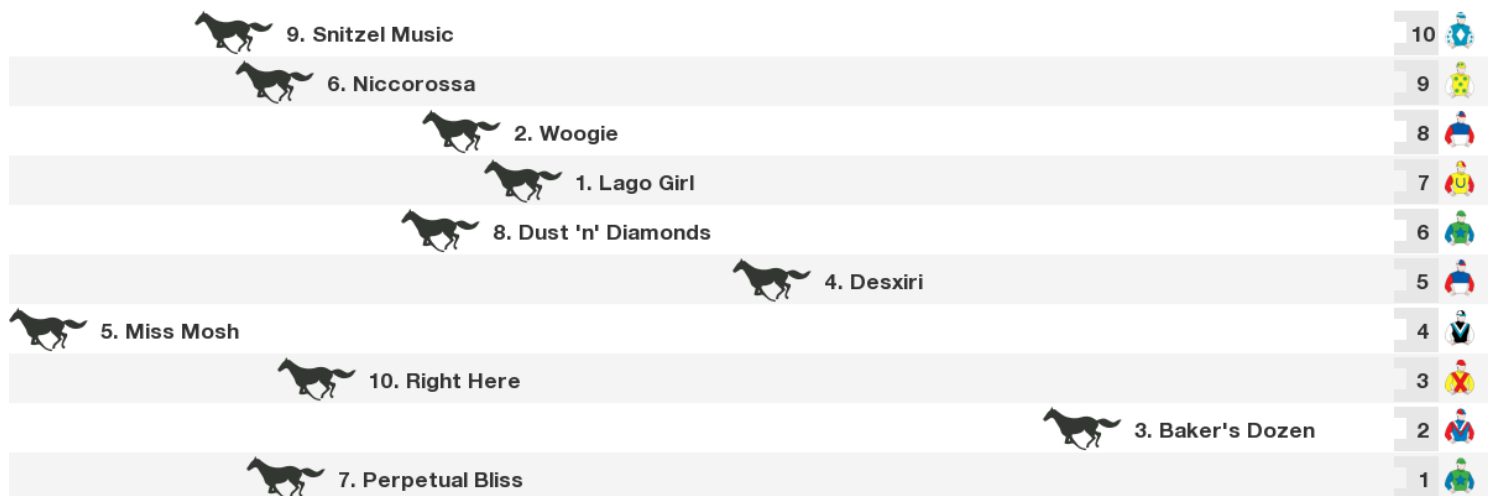 9. Snitzel Music 10
6. Niccorossa 9
2. Woogie 8
1. Lago Girl 7
8. Dust 'n' Diamonds 6
4. Desxiri 5
5. Miss Mosh 4
10. Right Here 3
3. Baker's Dozen 2
7. Perpetual Bliss 1